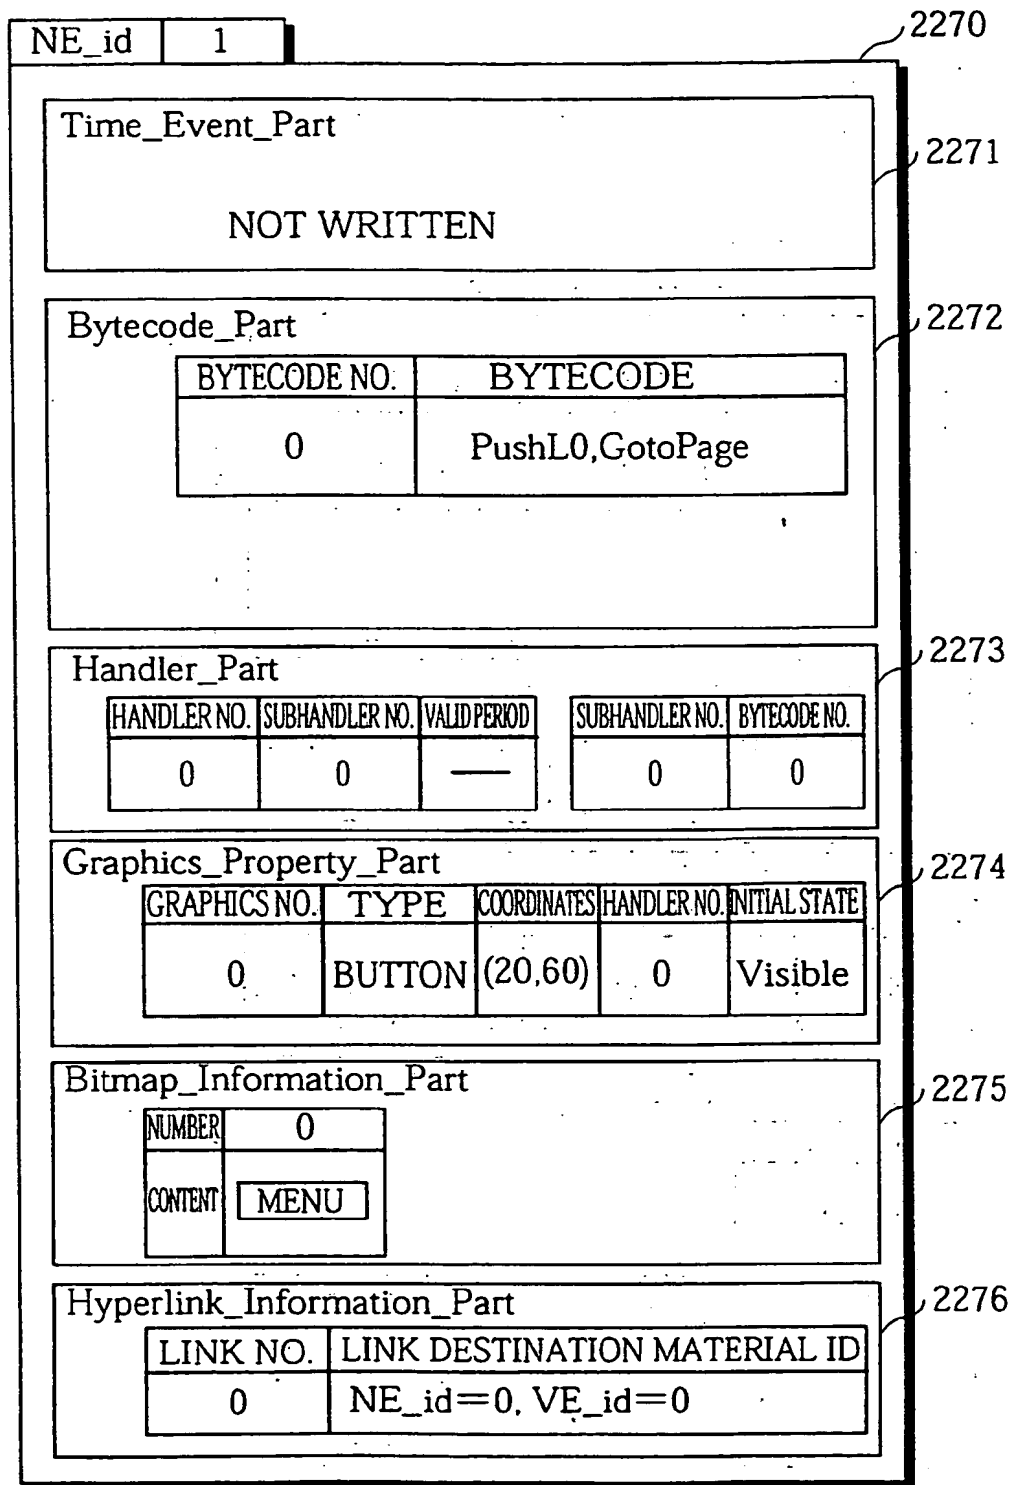 NE_id 1
2270
Time_Event_Part
2271
NOT WRITTEN
Bytecode_Part
2272
BYTECODE NO. BYTECODE
0 PushL0,GotoPage
Handler_Part
2273
HANDLER NO. SUBHANDLER NO. VALID PERIOD SUBHANDLER NO. BYTECODE NO.
0 0 — 0 0
Graphics_Property_Part
2274
GRAPHICS NO. TYPE COORDINATES HANDLER NO. INITIAL STATE
0 BUTTON (20,60) 0 Visible
Bitmap_Information_Part
2275
NUMBER 0
CONTENT MENU
Hyperlink_Information_Part
2276
LINK NO. LINK DESTINATION MATERIAL ID
0 NE_id=0, VE_id=0